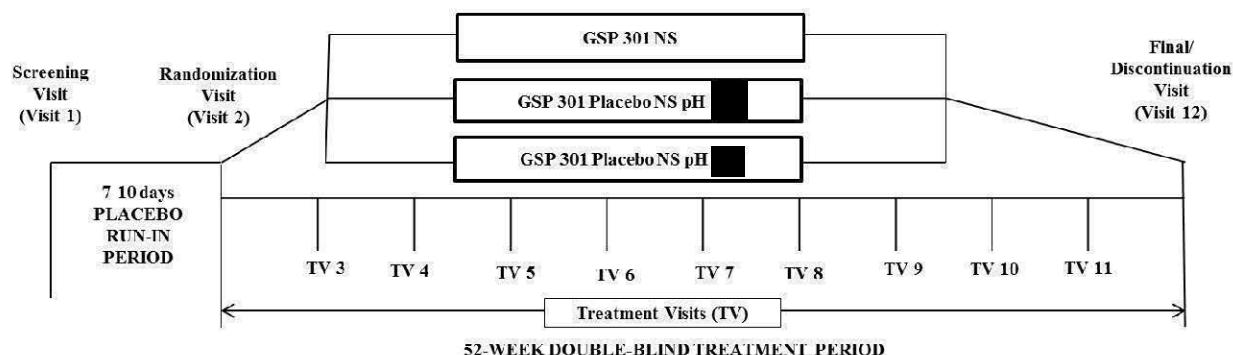 GSP 301 NS
Screening
Visit
(Visit 1)
Randomization
Visit
(Visit 2)
GSP 301 Placebo NS pH
GSP 301 Placebo NS pH
Final/
Discontinuation
Visit
(Visit 12)
7 10 days
PLACEBO
RUN-IN
PERIOD
TV 3
TV 4
TV 5
TV 6
TV 7
TV 8
TV 9
TV 10
TV 11
Treatment Visits (TV)
52-WEEK DOUBLE-BLIND TREATMENT PERIOD